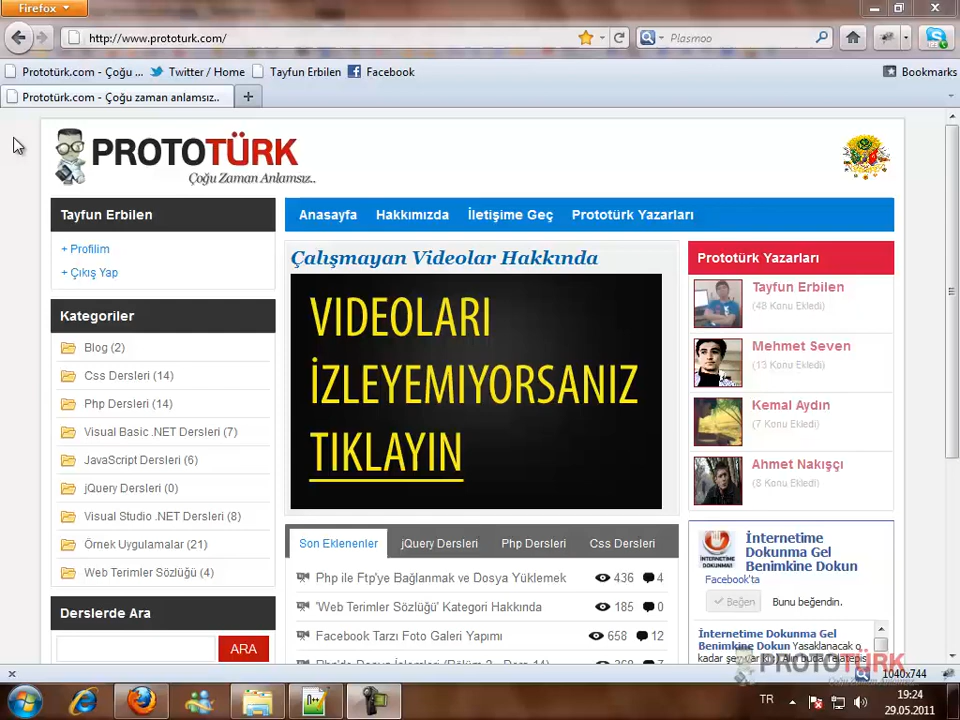 Firefox
http://www.prototurk.com/
Plasmoo
Prototürk.com - Çoğu ...
Twitter / Home
Tayfun Erbilen
Facebook
Bookmarks
Prototürk.com - Çoğu zaman anlamsız..
PROTOTÜRK
Çoğu Zaman Anlamsız..
Tayfun Erbilen
+ Profilim
+ Çıkış Yap
Kategoriler
Blog (2)
Css Dersleri (14)
Php Dersleri (14)
Visual Basic .NET Dersleri (7)
JavaScript Dersleri (6)
jQuery Dersleri (0)
Visual Studio .NET Dersleri (8)
Örnek Uygulamalar (21)
Web Terimler Sözlüğü (4)
Derslerde Ara
ARA
Anasayfa Hakkımızda İletişime Geç Prototürk Yazarları
Çalışmayan Videolar Hakkında
VIDEOLARI
İZLEYEMIYORSANIZ
TIKLAYIN
Son Eklenenler jQuery Dersleri Php Dersleri Css Dersleri
Php ile Ftp'ye Bağlanmak ve Dosya Yüklemek 436 4
'Web Terimler Sözlüğü' Kategori Hakkında 185 0
Facebook Tarzı Foto Galeri Yapımı 658 12
Prototürk Yazarları
Tayfun Erbilen
(48 Konu Ekledi)
Mehmet Seven
(13 Konu Ekledi)
Kemal Aydın
(7 Konu Ekledi)
Ahmet Nakışçı
(8 Konu Ekledi)
İnternetime
Dokunma Gel
Benimkine Dokun
Facebook'ta
Beğen
Bunu beğendin.
İnternetime Dokunma Gel
Benimkine Dokun Yasaklanacak o
PROTOTÜRK
1040x744
TR
19:24
29.05.2011